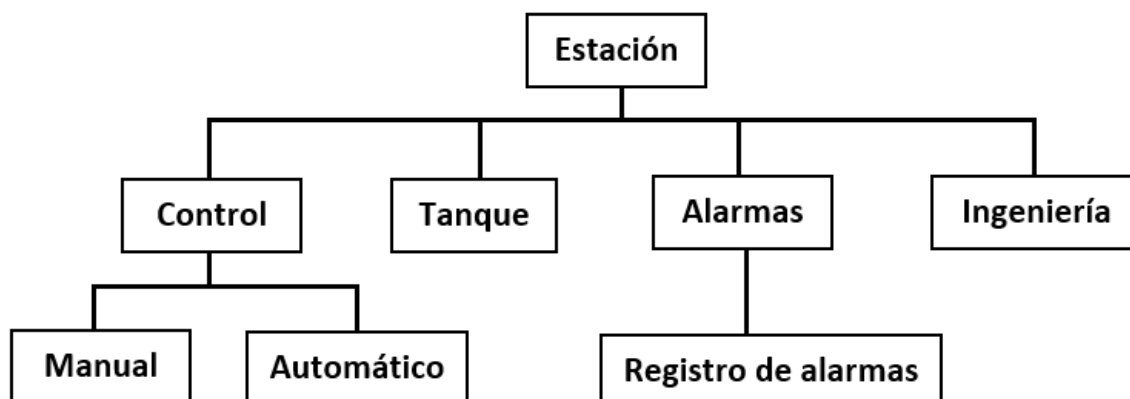 Estación
Control
Tanque
Alarmas
Ingeniería
Manual
Automático
Registro de alarmas